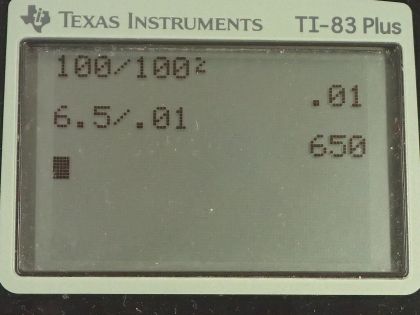 TEXAS INSTRUMENTS TI-83 Plus
100/100²
.01
6.5/.01
650